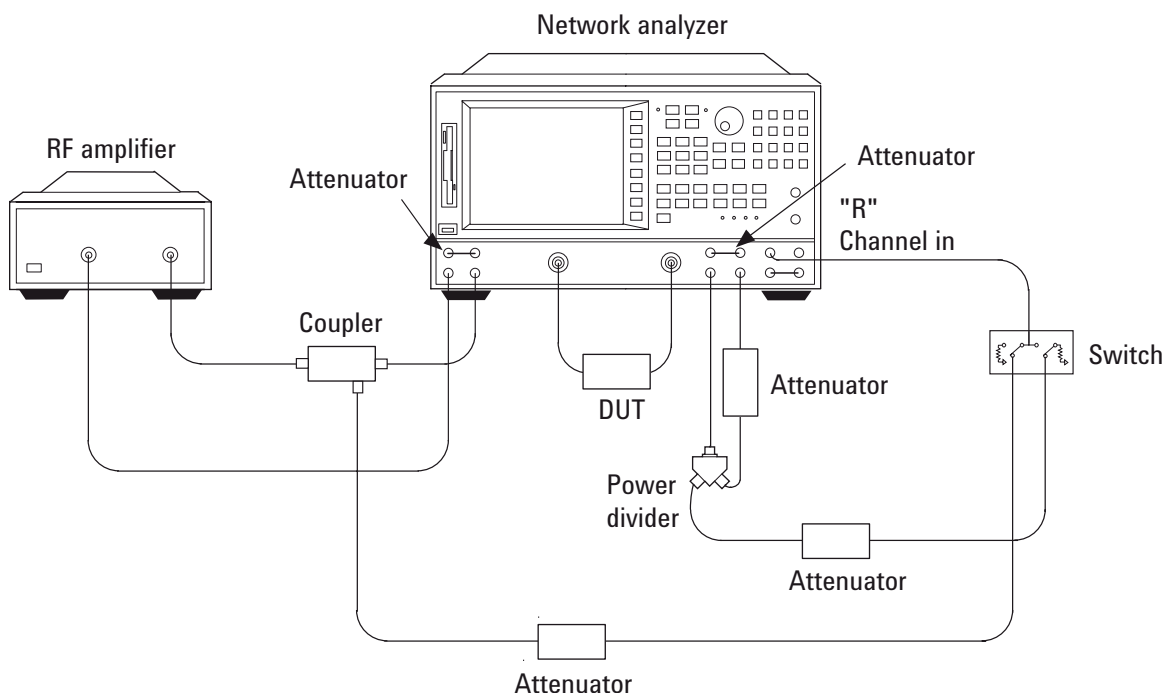 Network analyzer
RF amplifier
Attenuator
Attenuator
"R"
Channel in
Coupler
Switch
DUT
Attenuator
Power
divider
Attenuator
Attenuator